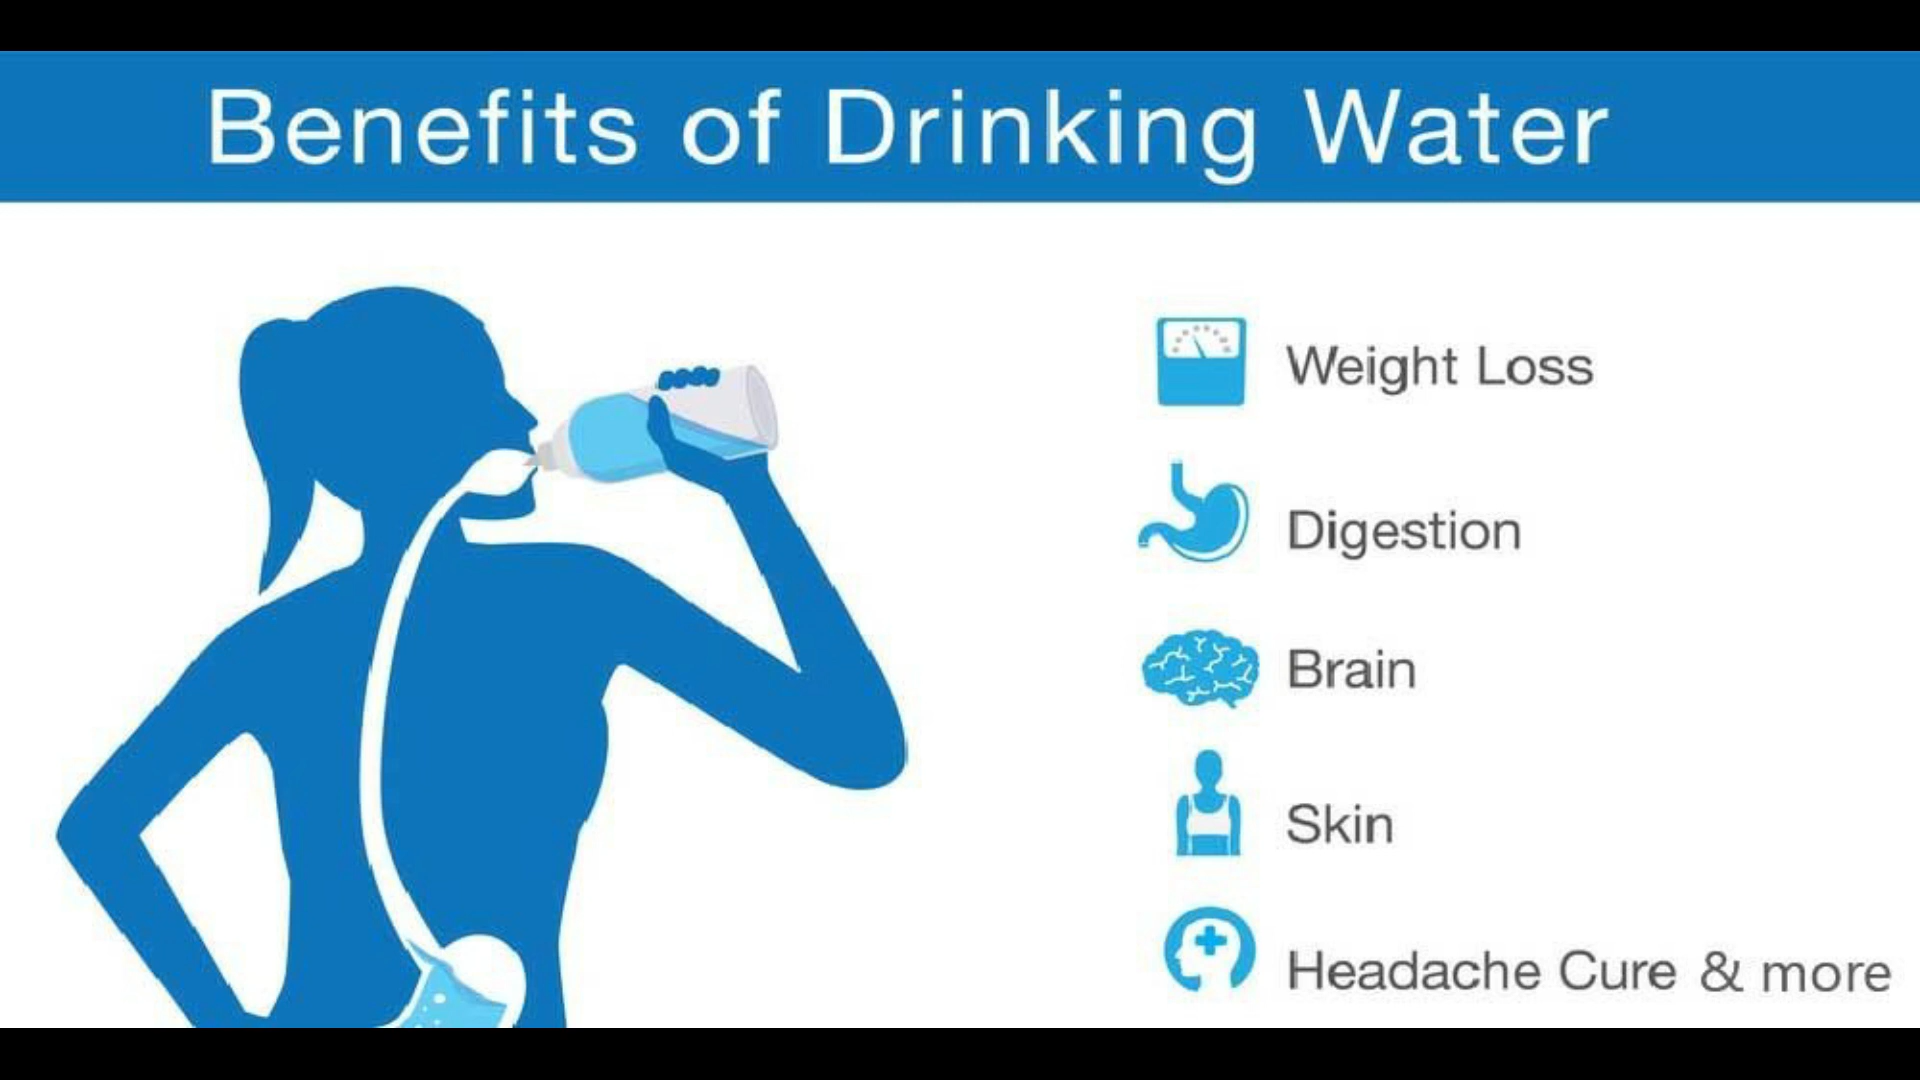 Benefits of Drinking Water
Weight Loss
Digestion
Brain
Skin
Headache Cure & more